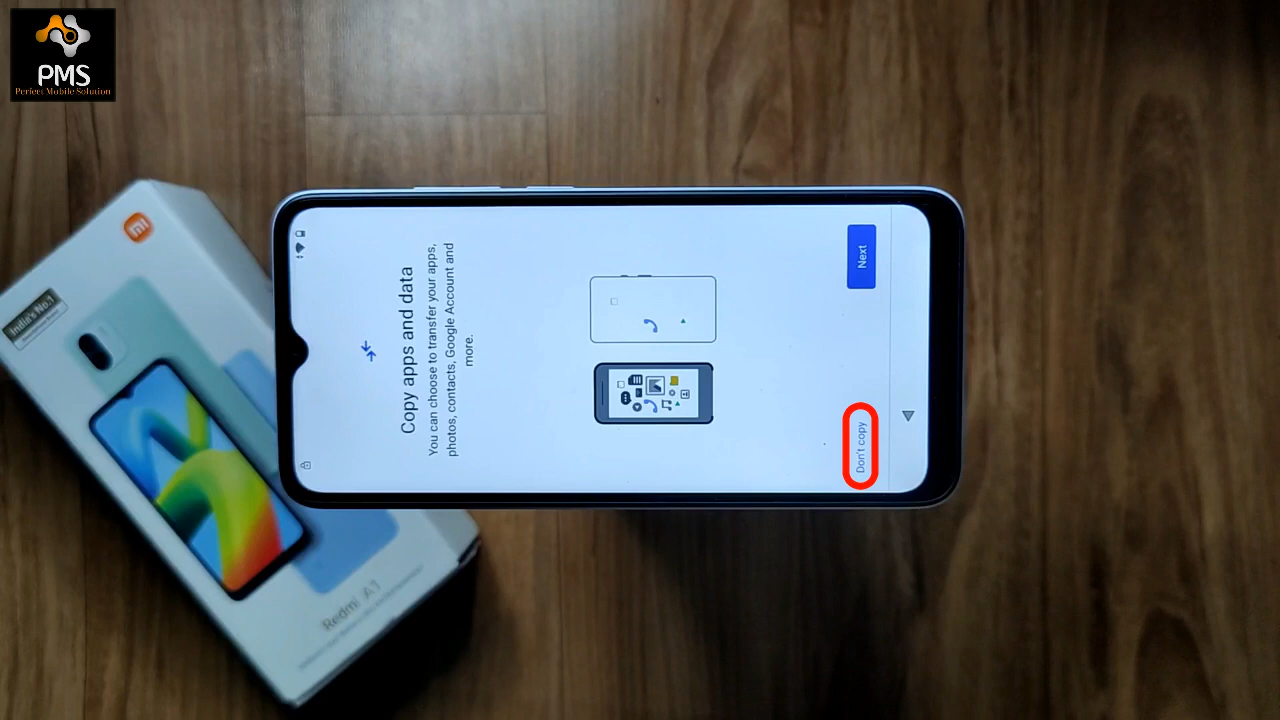 PMS
Perfect Mobile Solution
India's No.1
Redmi A1
Copy apps and data
You can choose to transfer your apps,
photos, contacts, Google Account and
more.
Don't copy
Next